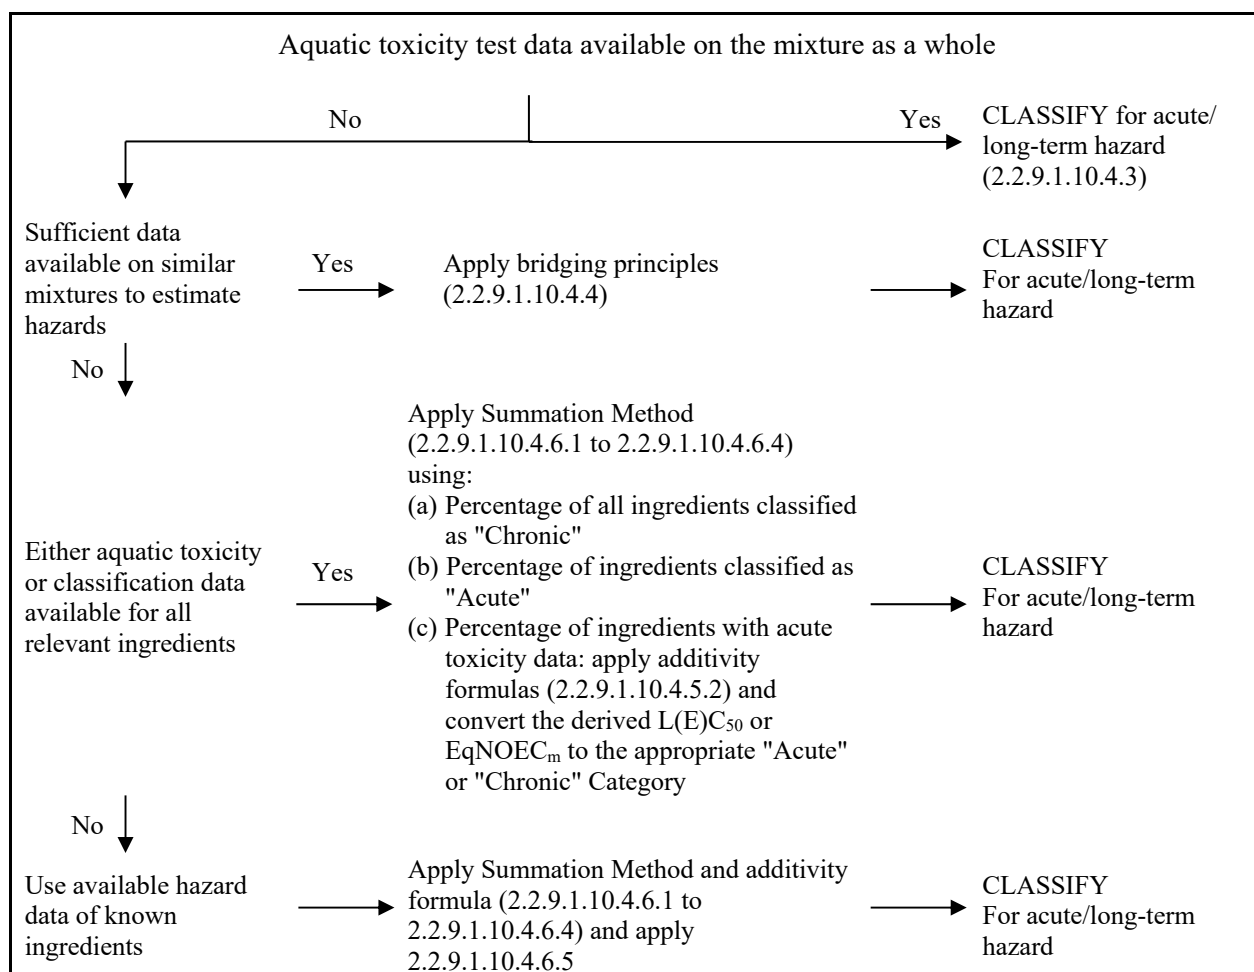 Aquatic toxicity test data available on the mixture as a whole
No
Yes
CLASSIFY for acute/
long-term hazard
(2.2.9.1.10.4.3)
Sufficient data
available on similar
mixtures to estimate
hazards
Yes
Apply bridging principles
(2.2.9.1.10.4.4)
CLASSIFY
For acute/long-term
hazard
No
Either aquatic toxicity
or classification data
available for all
relevant ingredients
Yes
Apply Summation Method
(2.2.9.1.10.4.6.1 to 2.2.9.1.10.4.6.4)
using:
(a) Percentage of all ingredients classified
as "Chronic"
(b) Percentage of ingredients classified as
"Acute"
(c) Percentage of ingredients with acute
toxicity data: apply additivity
formulas (2.2.9.1.10.4.5.2) and
convert the derived L(E)C₅₀ or
EqNOECₘ to the appropriate "Acute"
or "Chronic" Category
CLASSIFY
For acute/long-term
hazard
No
Use available hazard
data of known
ingredients
Apply Summation Method and additivity
formula (2.2.9.1.10.4.6.1 to
2.2.9.1.10.4.6.4) and apply
2.2.9.1.10.4.6.5
CLASSIFY
For acute/long-term
hazard